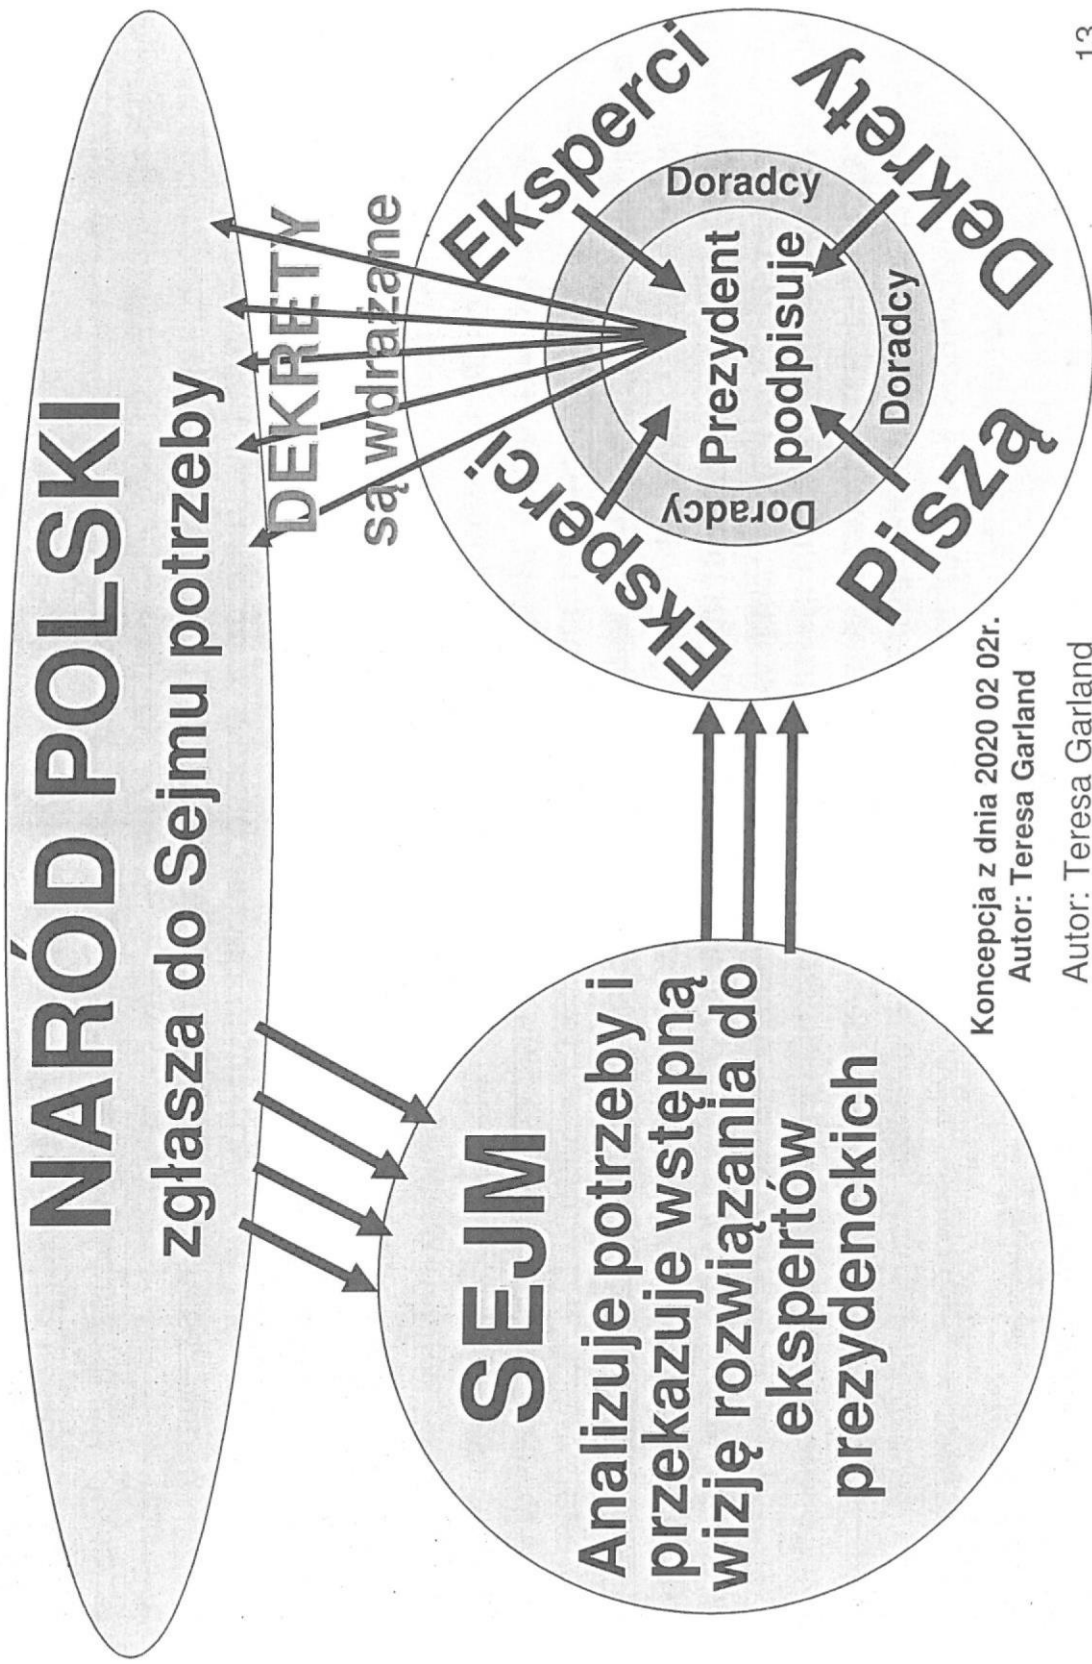 NARÓD POLSKI
zgłasza do Sejmu potrzeby
DEKRETY
są wdrażane
SEJM
Analizuje potrzeby i
przekazuje wstępną
wizję rozwiązania do
ekspertów
prezydenckich
Eksperci
Eksperci
Piszą
Dekrety
Doradcy
Doradcy
Doradcy
Prezydent
podpisuje
Koncepcja z dnia 2020 02 02r.
Autor: Teresa Garland
Autor: Teresa Garland
13